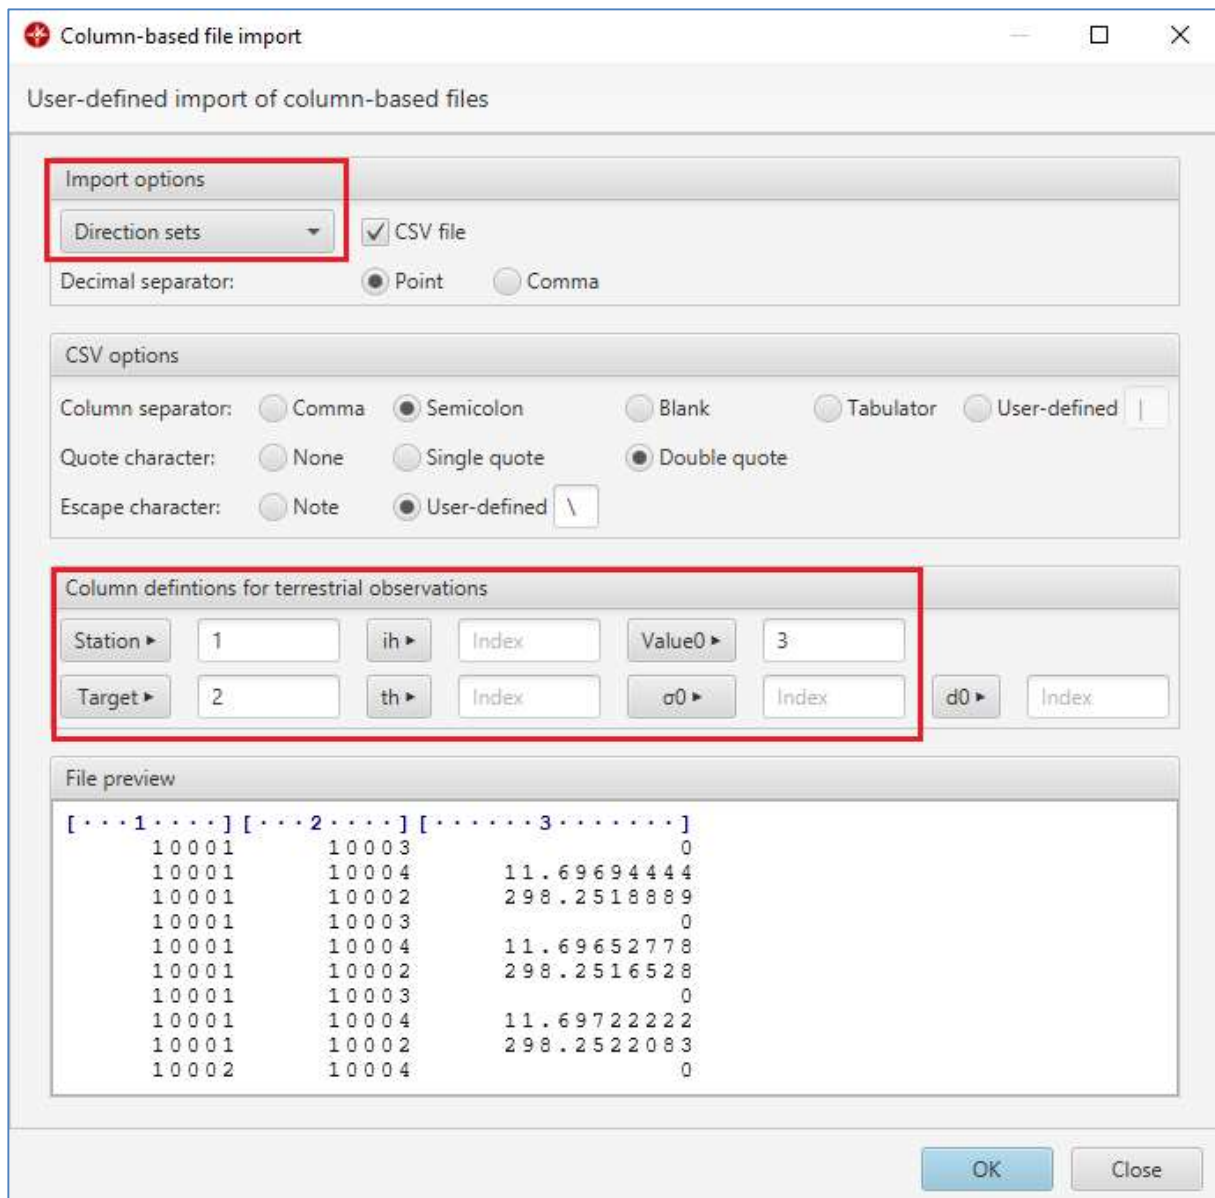 Column-based file import
User-defined import of column-based files
Import options
Direction sets CSV file
Decimal separator: Point Comma
CSV options
Column separator: Comma Semicolon Blank Tabulator User-defined |
Quote character: None Single quote Double quote
Escape character: Note User-defined \
Column defintions for terrestrial observations
Station ▸ 1 ih ▸ Index Value0 ▸ 3
Target ▸ 2 th ▸ Index σ0 ▸ Index d0 ▸ Index
File preview
[···1····][···2····][······3·······]
10001 10003 0
10001 10004 11.69694444
10001 10002 298.2518889
10001 10003 0
10001 10004 11.69652778
10001 10002 298.2516528
10001 10003 0
10001 10004 11.69722222
10001 10002 298.2522083
10002 10004 0
OK Close